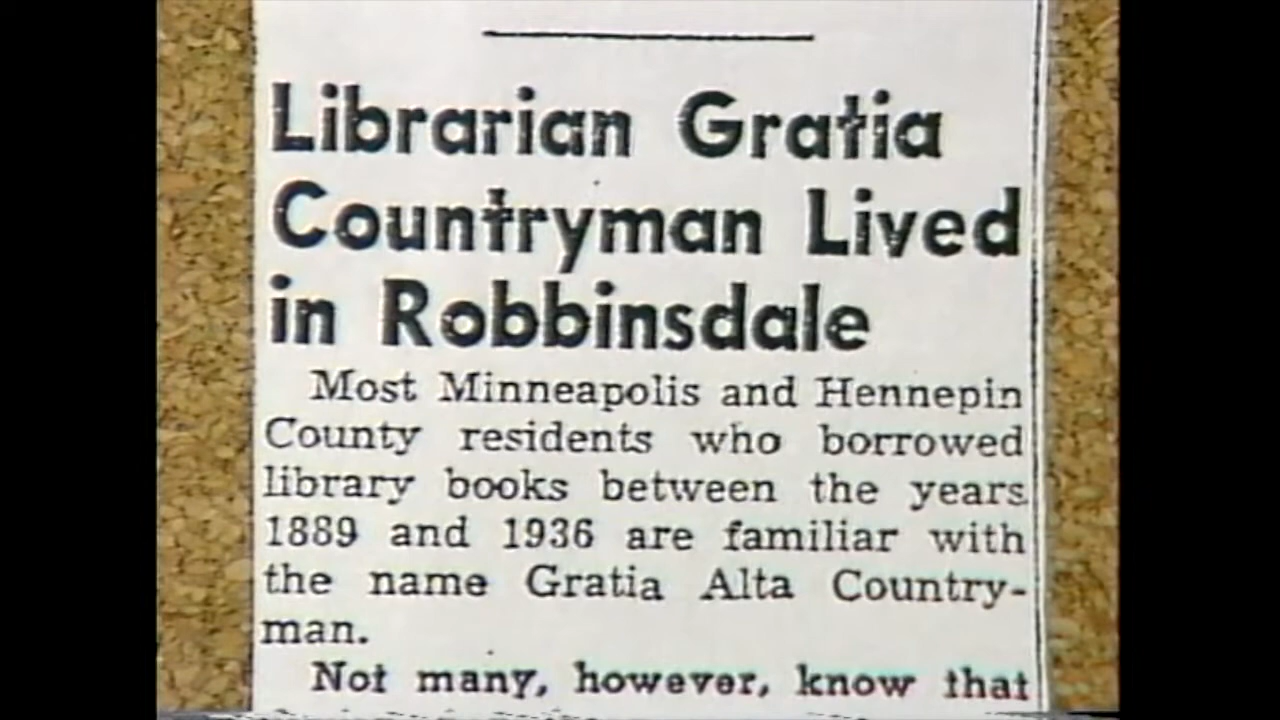 Librarian Gratia
Countryman Lived
in Robbinsdale
Most Minneapolis and Hennepin
County residents who borrowed
library books between the years
1889 and 1936 are familiar with
the name Gratia Alta Country-
man.
Not many, however, know that